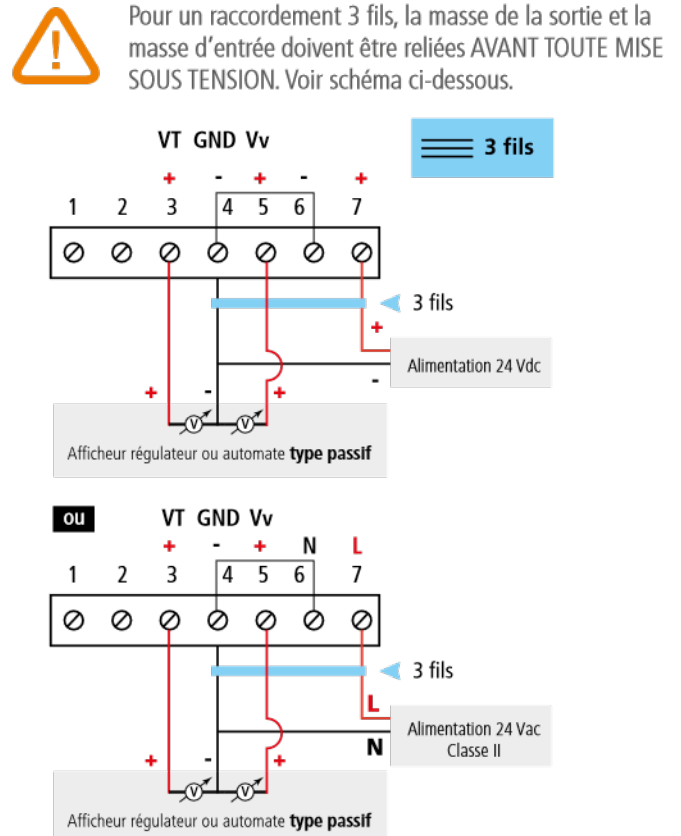 Pour un raccordement 3 fils, la masse de la sortie et la
masse d'entrée doivent être reliées AVANT TOUTE MISE
SOUS TENSION. Voir schéma ci-dessous.
VT GND Vv
3 fils
+ - + - +
1 2 3 4 5 6 7
3 fils
+
Alimentation 24 Vdc
-
+ - +
V V
Afficheur régulateur ou automate type passif
ou
VT GND Vv
+ - + N L
1 2 3 4 5 6 7
3 fils
L
Alimentation 24 Vac
Classe II
N
+ - +
V V
Afficheur régulateur ou automate type passif